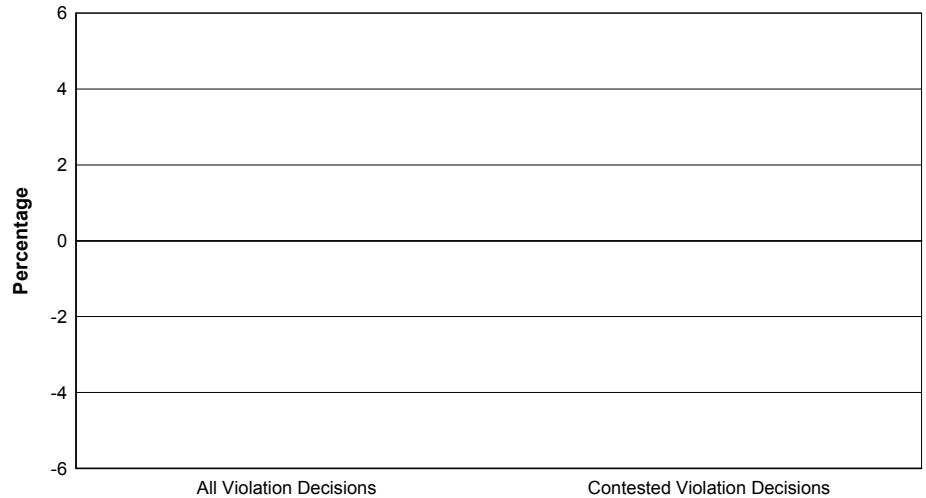 6
4
2
0
-2
-4
-6
Percentage
All Violation Decisions
Contested Violation Decisions